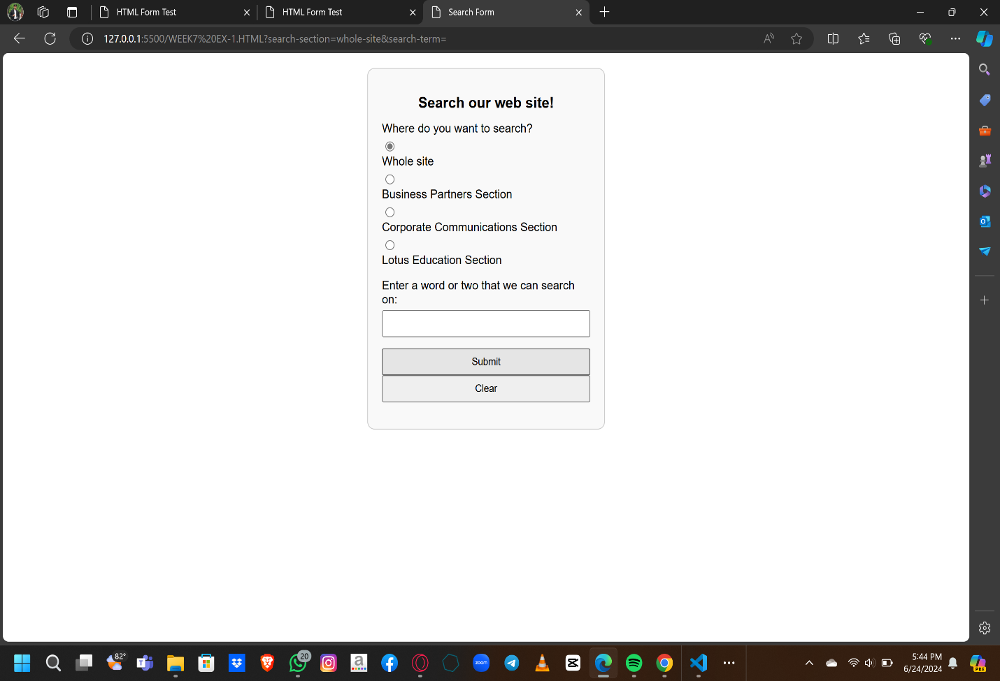 HTML Form Test
HTML Form Test
Search Form
127.0.0.1:5500/WEEK7%20EX-1.HTML?search-section=whole-site&search-term=
Search our web site!
Where do you want to search?
Whole site
Business Partners Section
Corporate Communications Section
Lotus Education Section
Enter a word or two that we can search
on:
Submit
Clear
82°
20
zoom
5:44 PM
6/24/2024
PRE